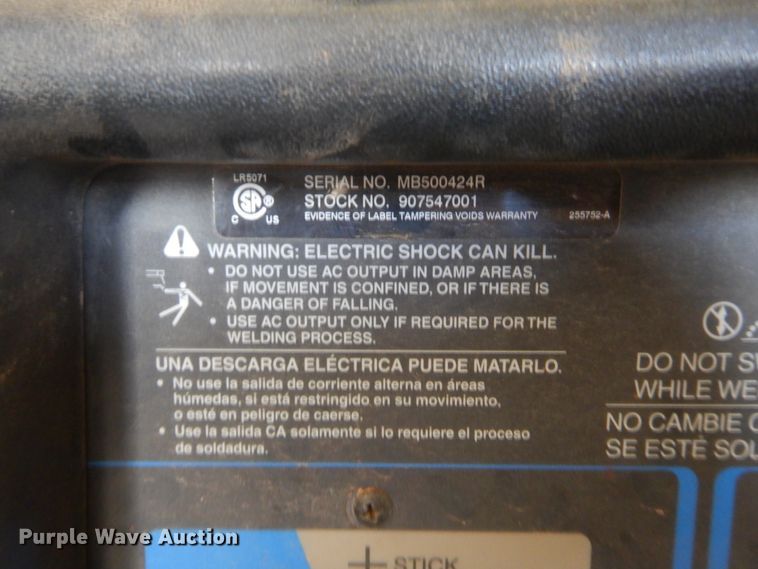 LR5071
SERIAL NO. MB500424R
STOCK NO. 907547001
C US
EVIDENCE OF LABEL TAMPERING VOIDS WARRANTY 255752-A
WARNING: ELECTRIC SHOCK CAN KILL.
• DO NOT USE AC OUTPUT IN DAMP AREAS,
IF MOVEMENT IS CONFINED, OR IF THERE IS
A DANGER OF FALLING.
• USE AC OUTPUT ONLY IF REQUIRED FOR THE
WELDING PROCESS.
UNA DESCARGA ELÉCTRICA PUEDE MATARLO.
• No use la salida de corriente alterna en áreas
húmedas, si está restringido en su movimiento,
o esté en peligro de caerse.
• Use la salida CA solamente si lo requiere el proceso
de soldadura.
DO NOT SW
WHILE WE
NO CAMBIE
SE ESTÈ SOL
+ STICK
Purple Wave Auction